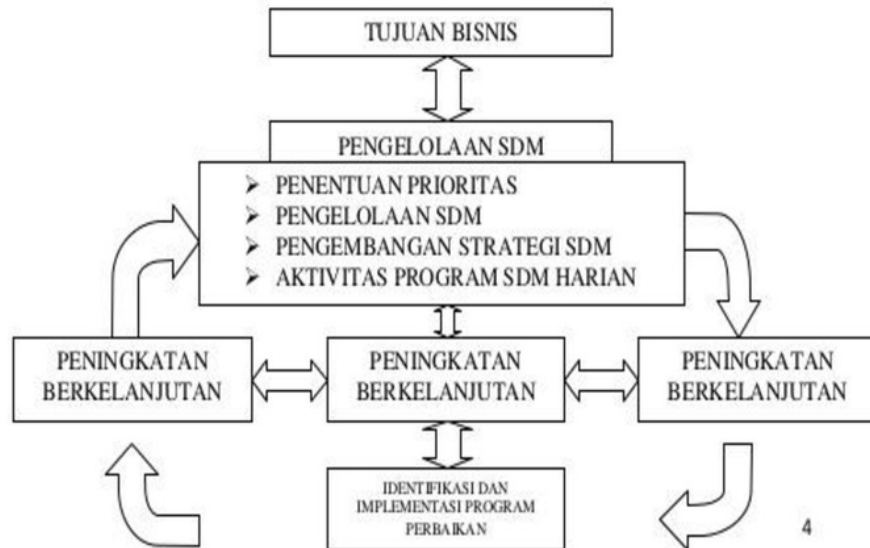 TUJUAN BISNIS
PENGELOLAAN SDM
➢ PENENTUAN PRIORITAS
➢ PENGELOLAAN SDM
➢ PENGEMBANGAN STRATEGI SDM
➢ AKTIVITAS PROGRAM SDM HARIAN
PENINGKATAN
BERKELANJUTAN
PENINGKATAN
BERKELANJUTAN
PENINGKATAN
BERKELANJUTAN
IDENTIFIKASI DAN
IMPLEMENTASI PROGRAM
PERBAIKAN
4